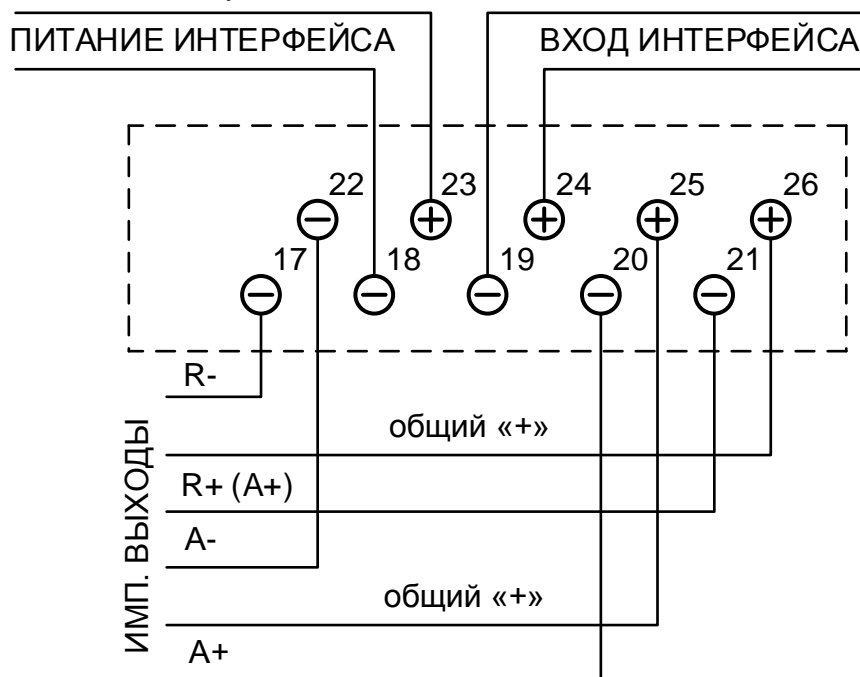 ПИТАНИЕ ИНТЕРФЕЙСА
ВХОД ИНТЕРФЕЙСА
22 23 24 25 26
17 18 19 20 21
R-
общий «+»
R+ (A+)
A-
общий «+»
A+
ИМП. ВЫХОДЫ